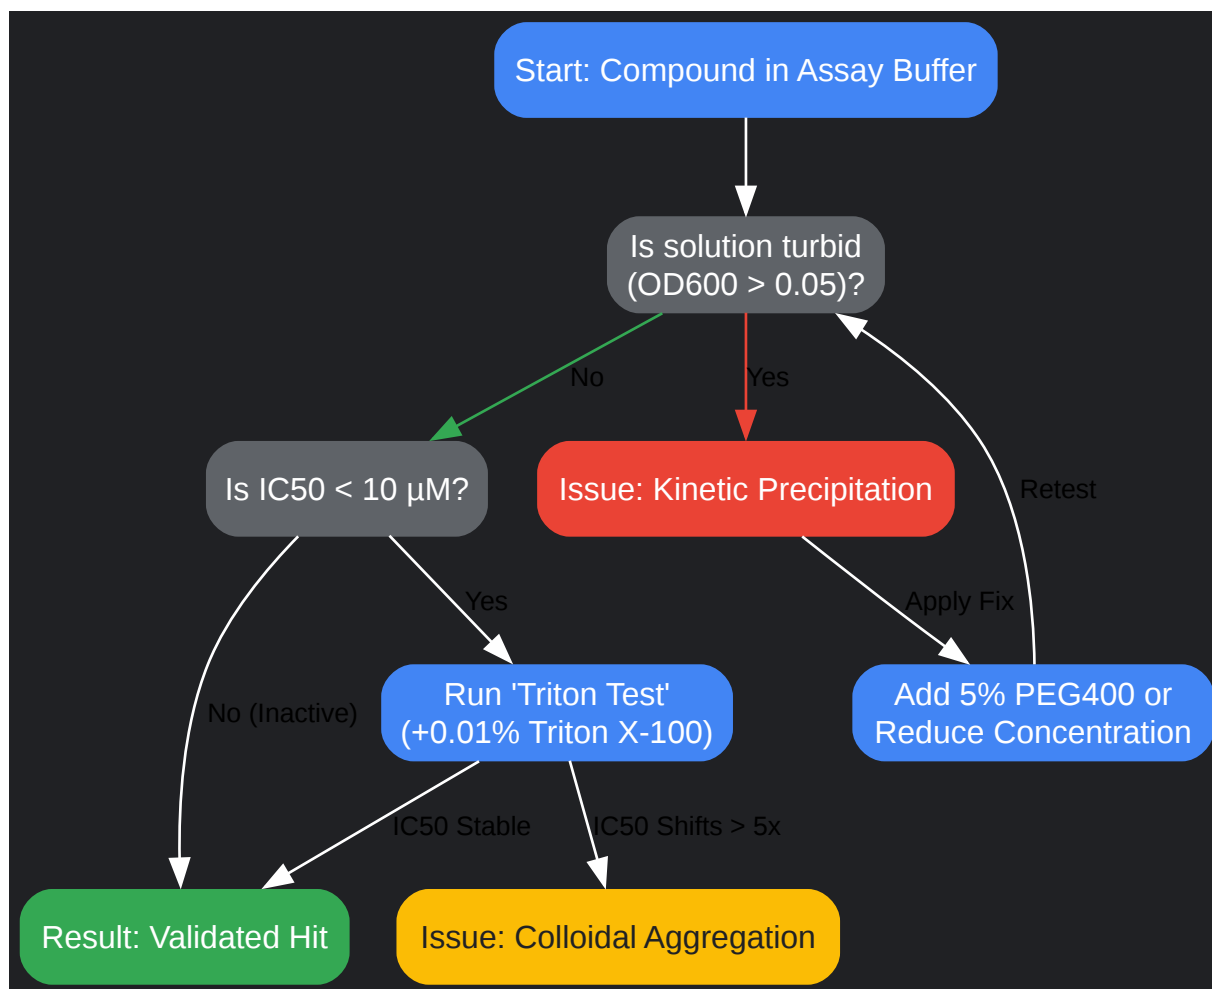 Start: Compound in Assay Buffer
Is solution turbid
(OD600 > 0.05)?
No
Yes
Is IC50 < 10 µM?
Issue: Kinetic Precipitation
Retest
Yes
Apply Fix
No (Inactive)
Run 'Triton Test'
(+0.01% Triton X-100)
Add 5% PEG400 or
Reduce Concentration
IC50 Stable
IC50 Shifts > 5x
Result: Validated Hit
Issue: Colloidal Aggregation